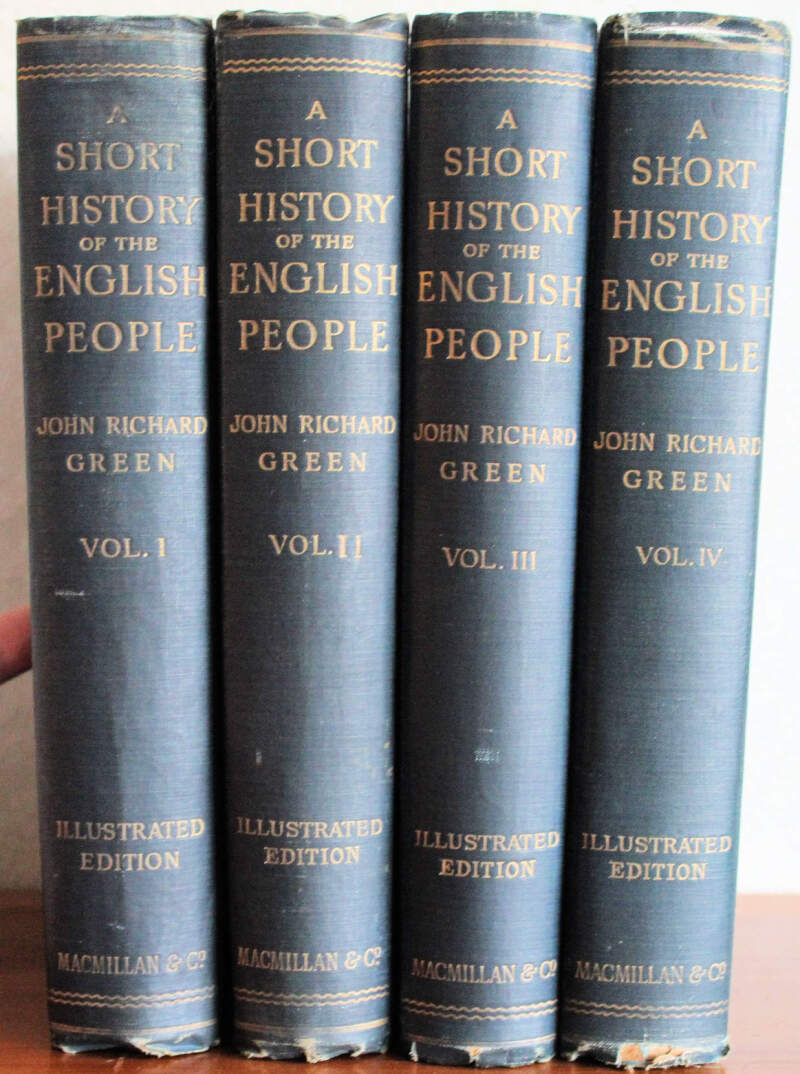 A
SHORT
HISTORY
OF THE
ENGLISH
PEOPLE
JOHN RICHARD
GREEN
VOL. I
ILLUSTRATED
EDITION
MACMILLAN & Co.
A
SHORT
HISTORY
OF THE
ENGLISH
PEOPLE
JOHN RICHARD
GREEN
VOL. II
ILLUSTRATED
EDITION
MACMILLAN & Co.
A
SHORT
HISTORY
OF THE
ENGLISH
PEOPLE
JOHN RICHARD
GREEN
VOL. III
ILLUSTRATED
EDITION
MACMILLAN & Co.
A
SHORT
HISTORY
OF THE
ENGLISH
PEOPLE
JOHN RICHARD
GREEN
VOL. IV
ILLUSTRATED
EDITION
MACMILLAN & Co.